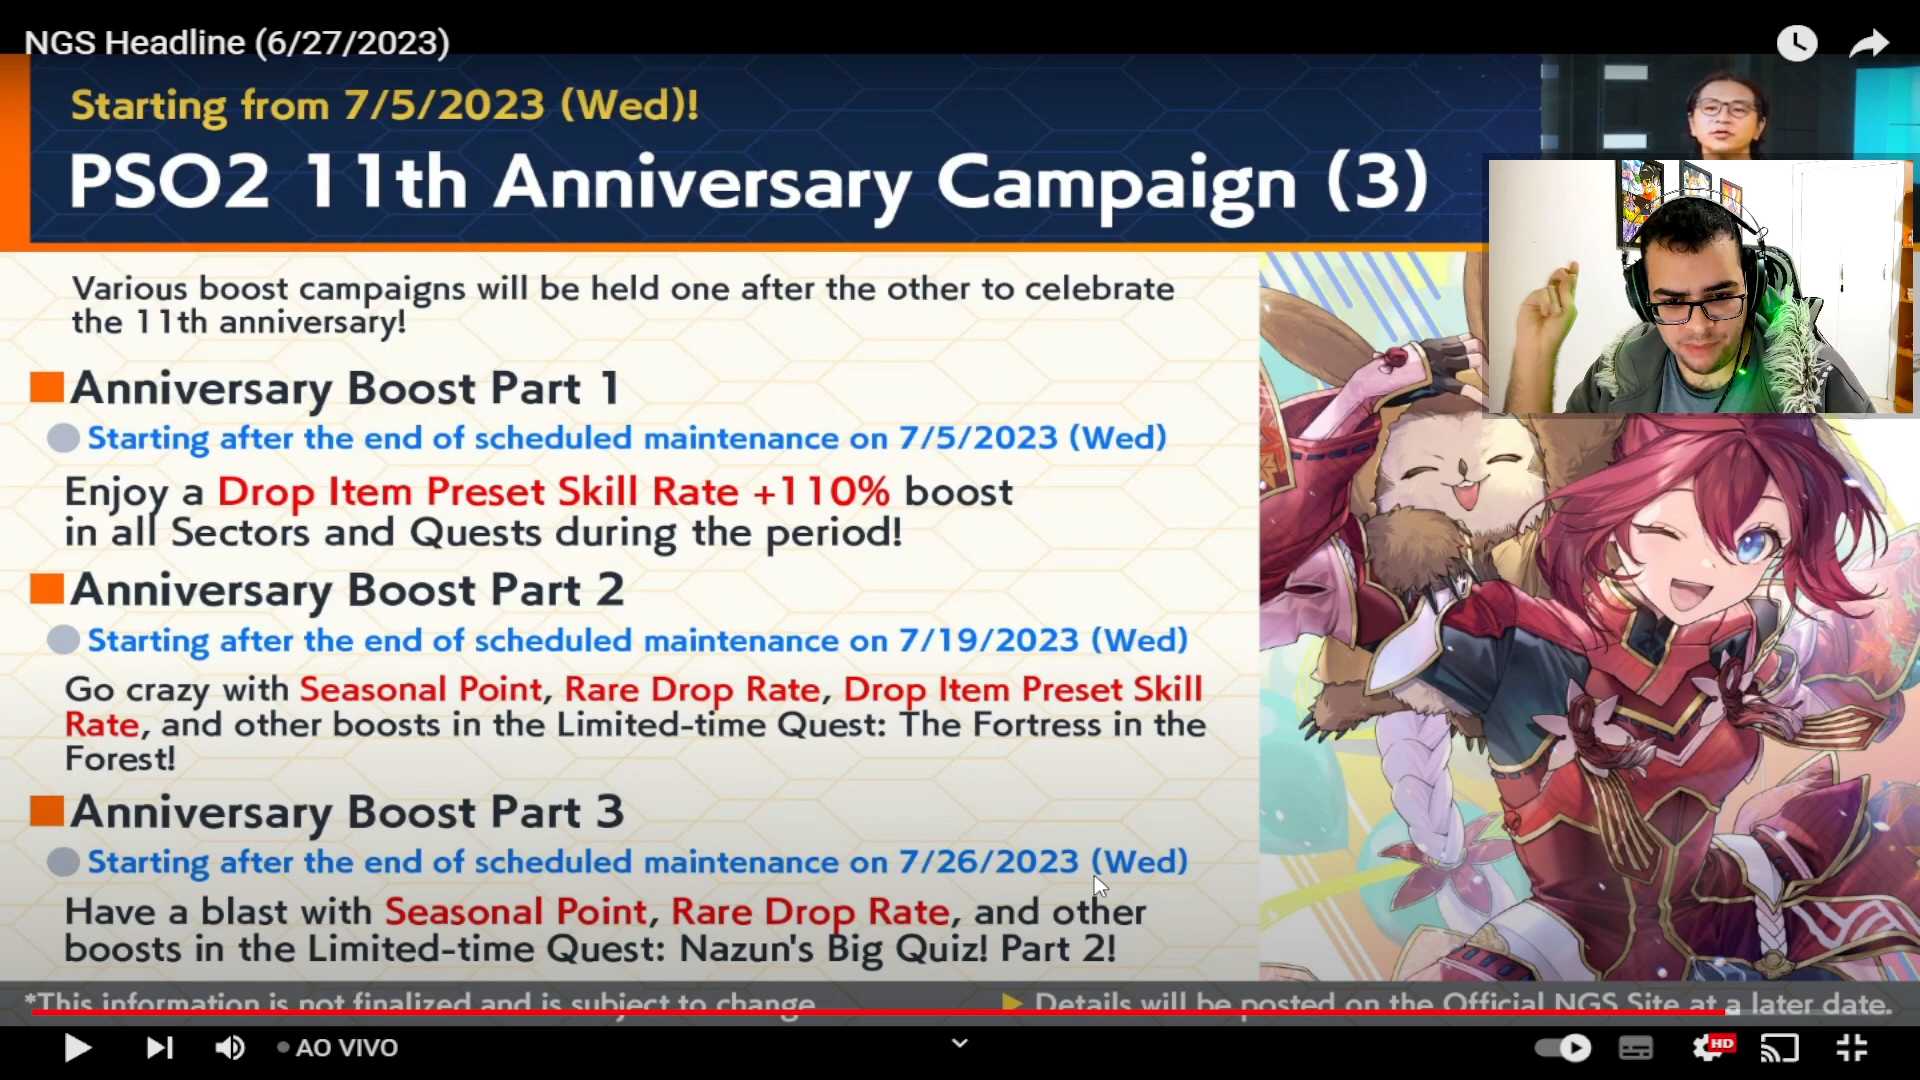 NGS Headline (6/27/2023)
Starting from 7/5/2023 (Wed)!
PSO2 11th Anniversary Campaign (3)
Various boost campaigns will be held one after the other to celebrate
the 11th anniversary!
Anniversary Boost Part 1
Starting after the end of scheduled maintenance on 7/5/2023 (Wed)
Enjoy a Drop Item Preset Skill Rate +110% boost
in all Sectors and Quests during the period!
Anniversary Boost Part 2
Starting after the end of scheduled maintenance on 7/19/2023 (Wed)
Go crazy with Seasonal Point, Rare Drop Rate, Drop Item Preset Skill
Rate, and other boosts in the Limited-time Quest: The Fortress in the
Forest!
Anniversary Boost Part 3
Starting after the end of scheduled maintenance on 7/26/2023 (Wed)
Have a blast with Seasonal Point, Rare Drop Rate, and other
boosts in the Limited-time Quest: Nazun's Big Quiz! Part 2!
*This information is not finalized and is subject to change
Details will be posted on the Official NGS Site at a later date.
AO VIVO
HD